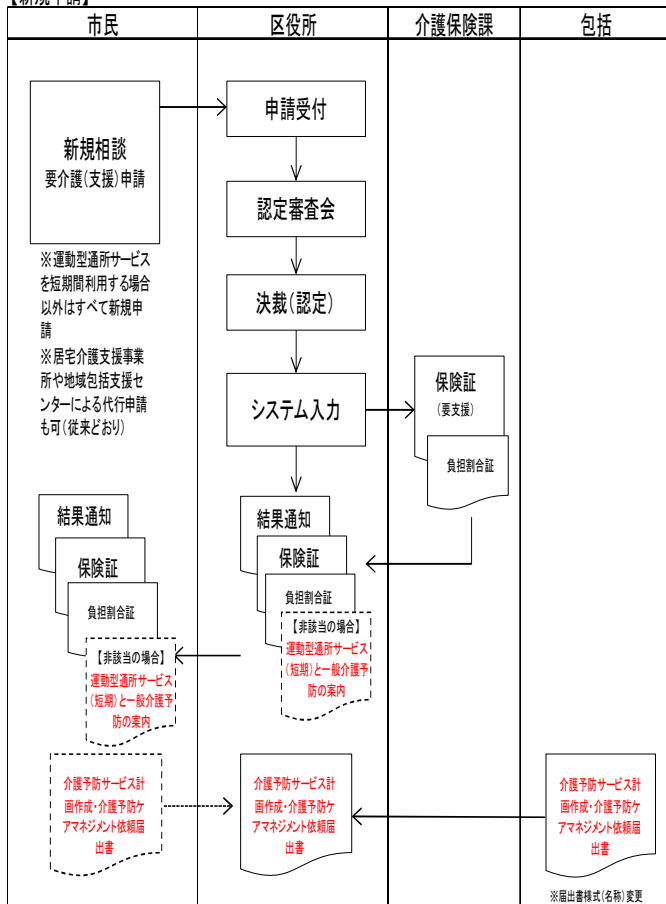 【新規申請】
市民
区役所
介護保険課
包括
新規相談
要介護(支援)申請
申請受付
認定審査会
※運動型通所サービス
を短期間利用する場合
以外はすべて新規申
請
※居宅介護支援事業
所や地域包括支援セ
ンターによる代行申請
も可(従来どおり)
決裁(認定)
システム入力
保険証
(要支援)
負担割合証
結果通知
保険証
負担割合証
【非該当の場合】
運動型通所サービス
(短期)と一般介護予
防の案内
結果通知
保険証
負担割合証
【非該当の場合】
運動型通所サービス
(短期)と一般介護予
防の案内
介護予防サービス計
画作成・介護予防ケ
アマネジメント依頼届
出書
介護予防サービス計
画作成・介護予防ケ
アマネジメント依頼届
出書
介護予防サービス計
画作成・介護予防ケ
アマネジメント依頼届
出書
※届出書様式(名称)変更